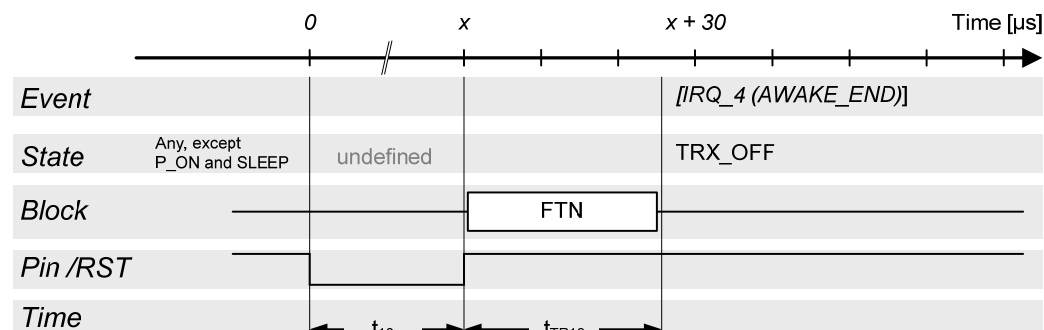 0 x x + 30 Time [µs]
Event [IRQ_4 (AWAKE_END)]
State Any, except undefined TRX_OFF
P_ON and SLEEP
Block FTN
Pin /RST
Time